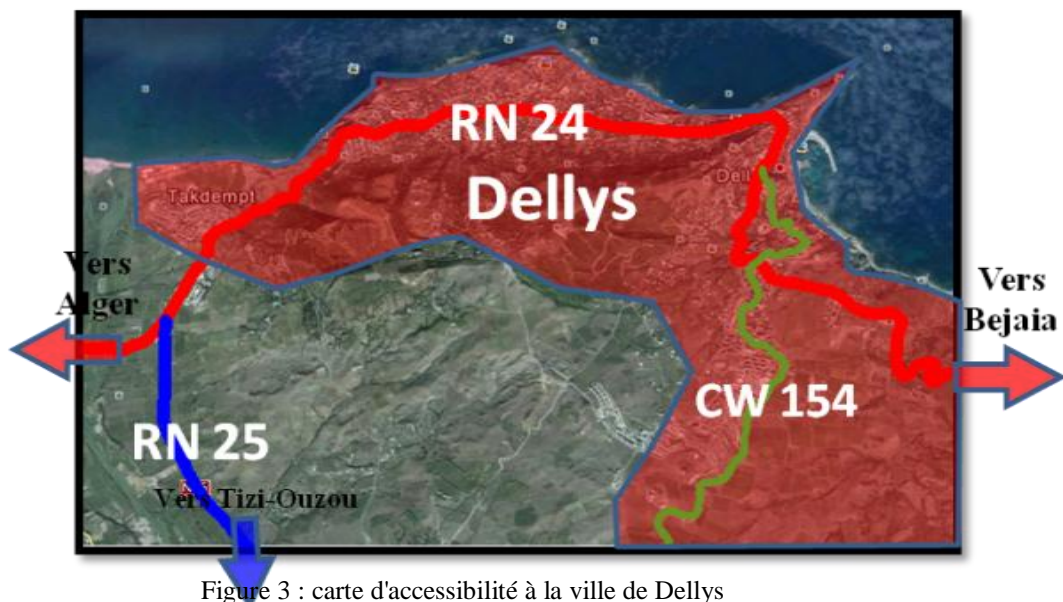 RN 24
Takdempt
Dell
Dellys
Vers
Alger
Vers
Bejaia
CW 154
RN 25
Vers Tizi-Ouzou
Figure 3 : carte d'accessibilité à la ville de Dellys